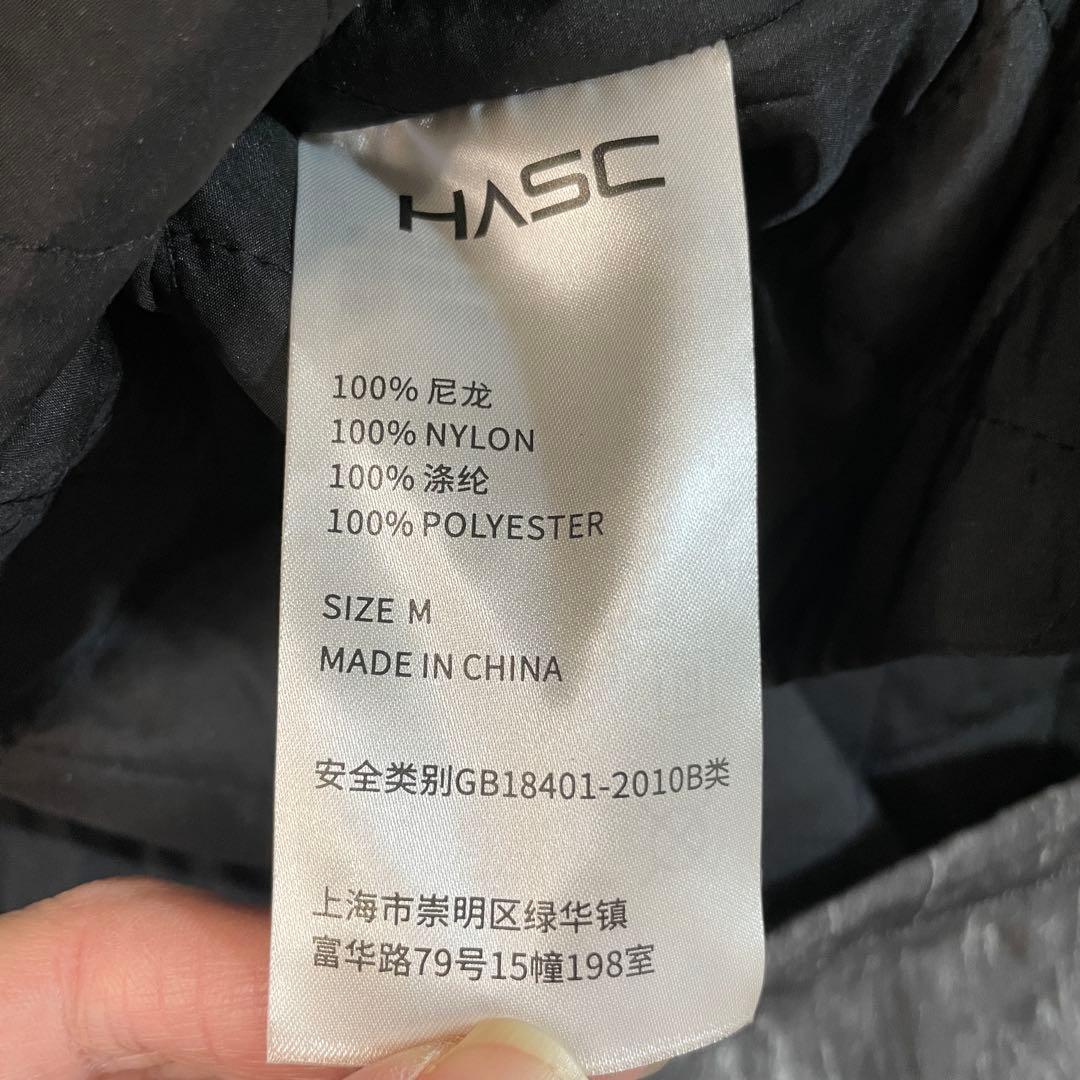 HASC
100% 尼龙
100% NYLON
100% 涤纶
100% POLYESTER
SIZE M
MADE IN CHINA
安全类别GB18401-2010B类
上海市崇明区绿华镇
富华路79号15幢198室